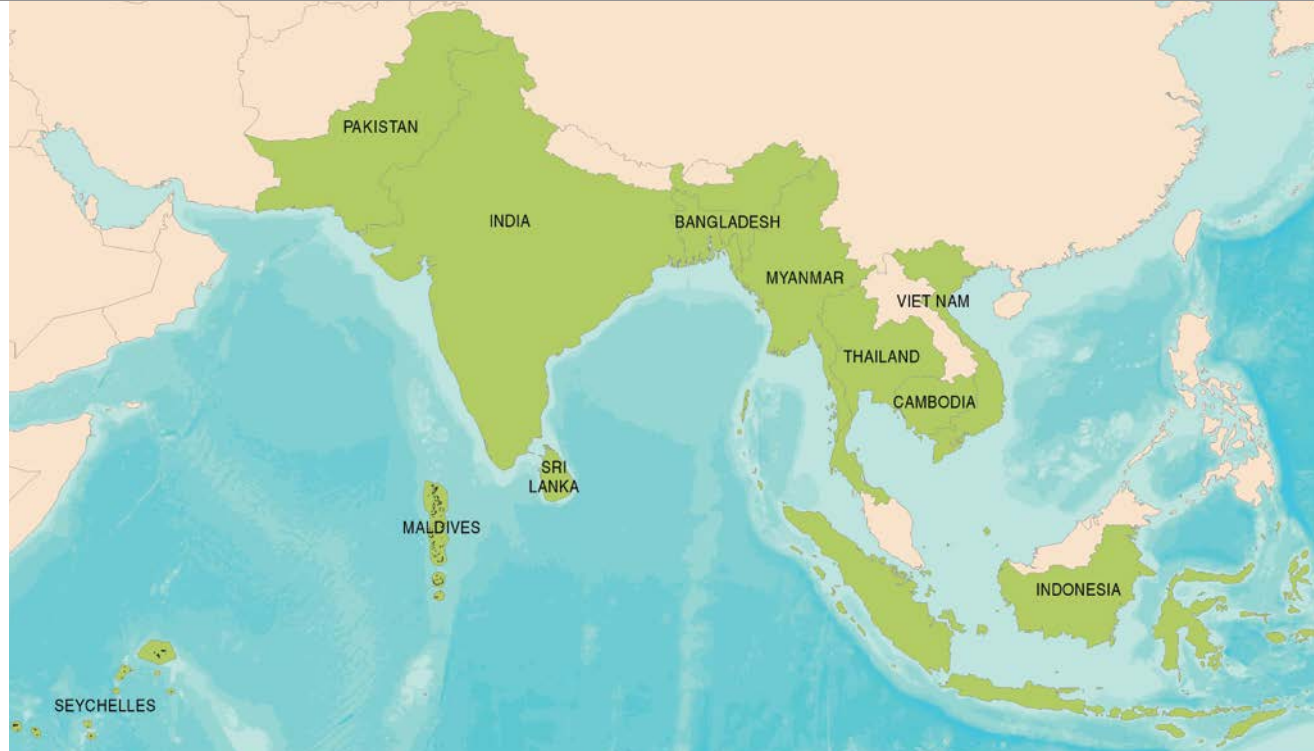 PAKISTAN
INDIA
BANGLADESH
MYANMAR
VIET NAM
THAILAND
CAMBODIA
SRI
LANKA
MALDIVES
INDONESIA
SEYCHELLES